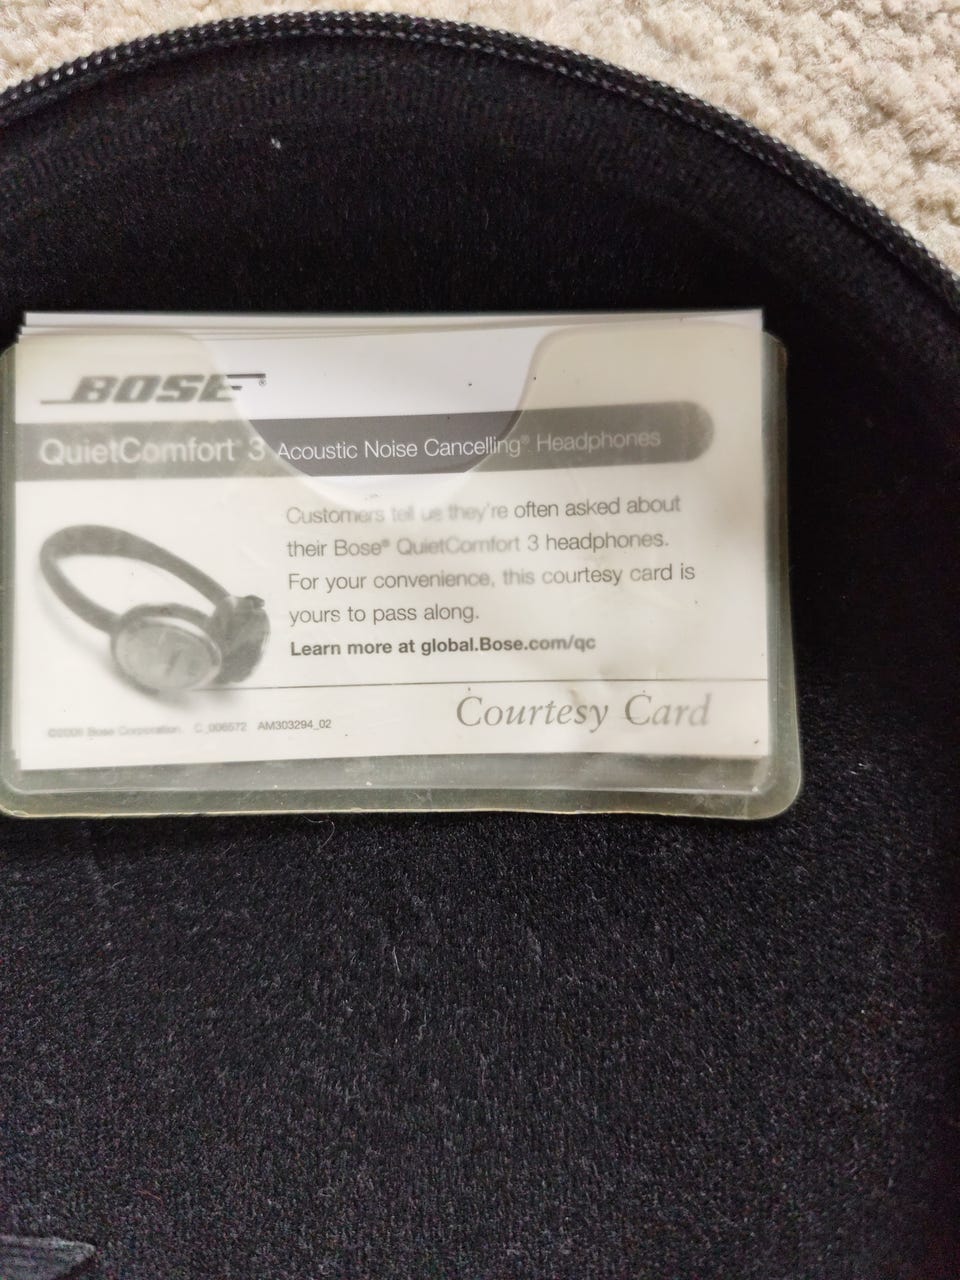 BOSE®
QuietComfort® 3 Acoustic Noise Cancelling® Headphones
Customers tell us they're often asked about
their Bose® QuietComfort 3 headphones.
For your convenience, this courtesy card is
yours to pass along.
Learn more at global.Bose.com/qc
Courtesy Card
Bose Corporation. C_006572 AM303294_02